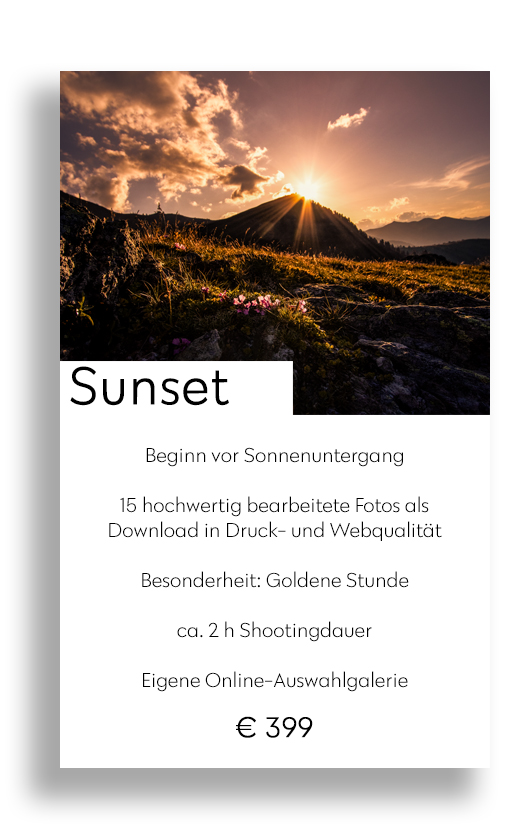 Sunset
Beginn vor Sonnenuntergang
15 hochwertig bearbeitete Fotos als
Download in Druck- und Webqualität
Besonderheit: Goldene Stunde
ca. 2 h Shootingdauer
Eigene Online-Auswahlgalerie
€ 399